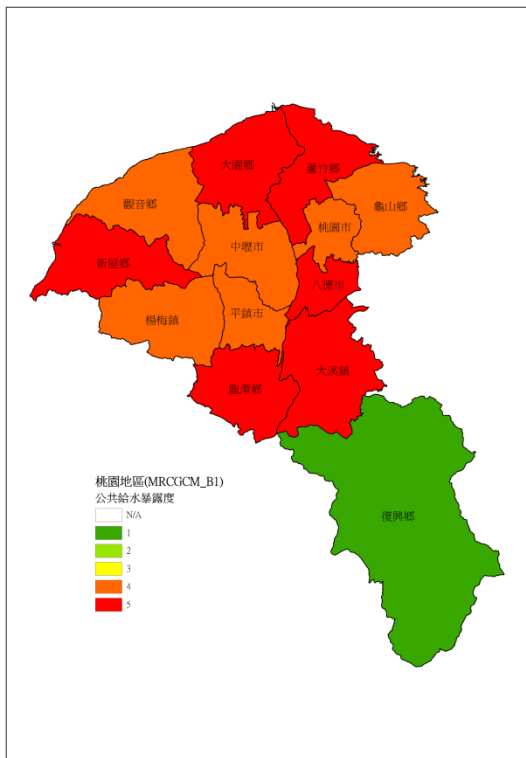 大園鄉
蘆竹鄉
觀音鄉
龜山鄉
桃園市
中壢市
新屋鄉
八德市
楊梅鎮
平鎮市
大溪鎮
龍潭鄉
復興鄉
桃園地區(MRCGCM_B1)
公共給水暴露度
N/A
1
2
3
4
5